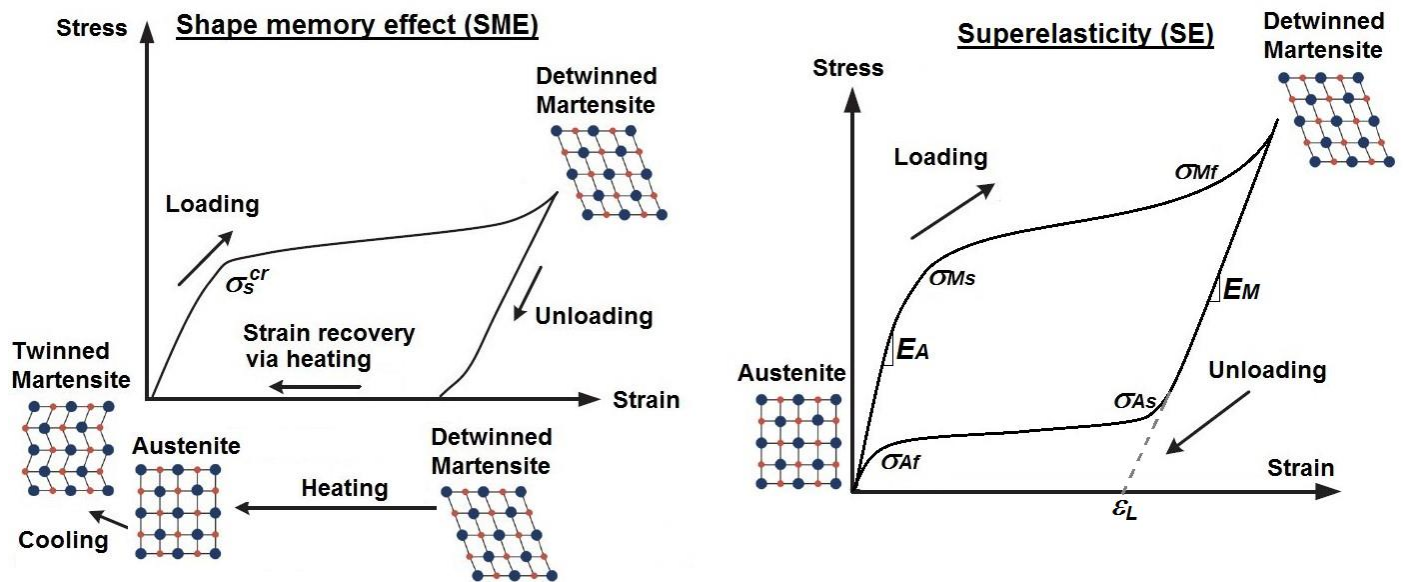 Shape memory effect (SME)
Stress
Detwinned
Martensite
Loading
σs^cr
Unloading
Strain recovery
via heating
Strain
Twinned
Martensite
Austenite
Detwinned
Martensite
Heating
Cooling
Superelasticity (SE)
Detwinned
Martensite
Stress
Loading
σMf
σMs
EM
EA
Unloading
Austenite
σAs
σAf
Strain
εL